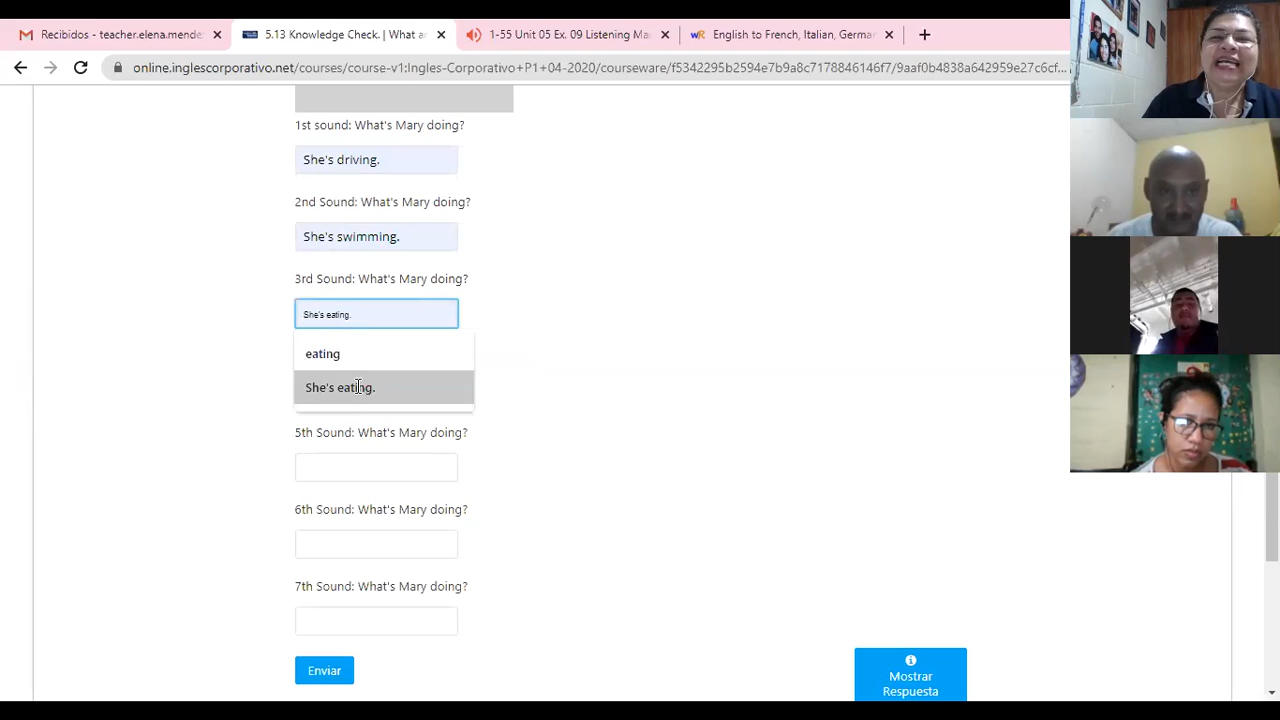 Recibidos - teacher.elena.mende
5.13 Knowledge Check. | What a
1-55 Unit 05 Ex. 09 Listening Ma
wR English to French, Italian, Germa
online.inglescorporativo.net/courses/course-v1:Ingles-Corporativo+P1+04-2020/courseware/f5342295b2594e7b9a8c7178846146f7/9aaf0b4838a642959e27c6cf...
1st sound: What's Mary doing?
She's driving.
2nd Sound: What's Mary doing?
She's swimming.
3rd Sound: What's Mary doing?
She's eating.
eating
She's eating.
5th Sound: What's Mary doing?
6th Sound: What's Mary doing?
7th Sound: What's Mary doing?
Enviar
Mostrar
Respuesta